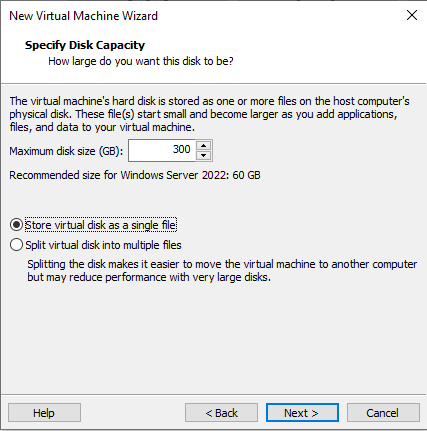 New Virtual Machine Wizard
Specify Disk Capacity
How large do you want this disk to be?
The virtual machine's hard disk is stored as one or more files on the host computer's
physical disk. These file(s) start small and become larger as you add applications,
files, and data to your virtual machine.
Maximum disk size (GB): 300
Recommended size for Windows Server 2022: 60 GB
Store virtual disk as a single file
Split virtual disk into multiple files
Splitting the disk makes it easier to move the virtual machine to another computer
but may reduce performance with very large disks.
Help < Back Next > Cancel